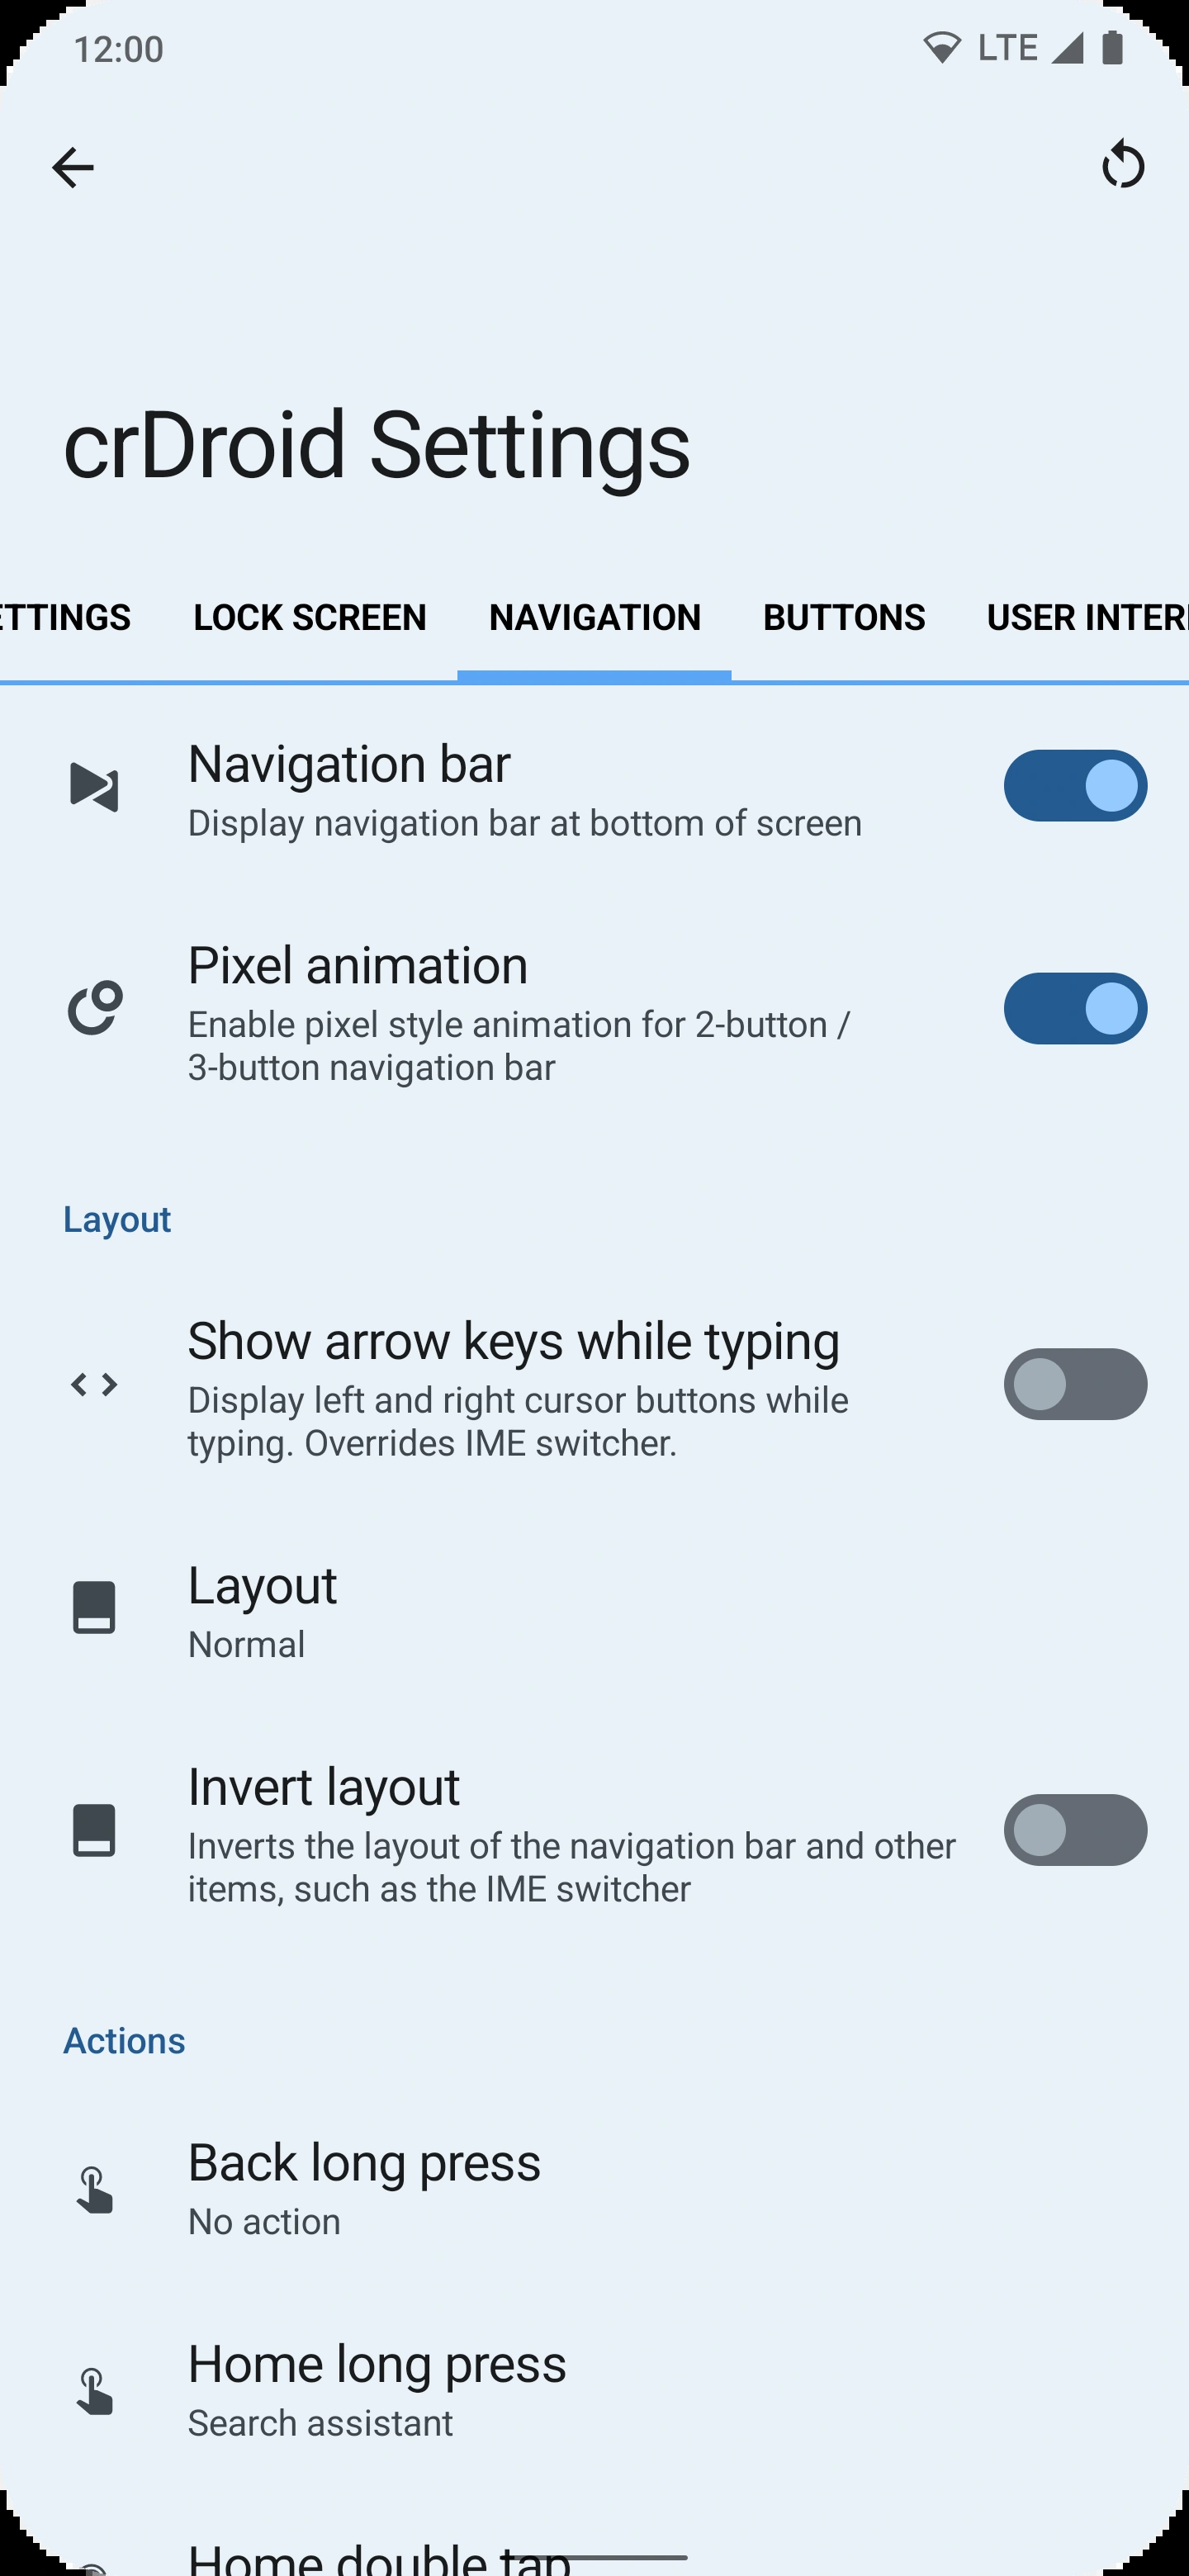 12:00 LTE
crDroid Settings
ETTINGS LOCK SCREEN NAVIGATION BUTTONS USER INTER
Navigation bar
Display navigation bar at bottom of screen
Pixel animation
Enable pixel style animation for 2-button /
3-button navigation bar
Layout
Show arrow keys while typing
Display left and right cursor buttons while
typing. Overrides IME switcher.
Layout
Normal
Invert layout
Inverts the layout of the navigation bar and other
items, such as the IME switcher
Actions
Back long press
No action
Home long press
Search assistant
Home double tap